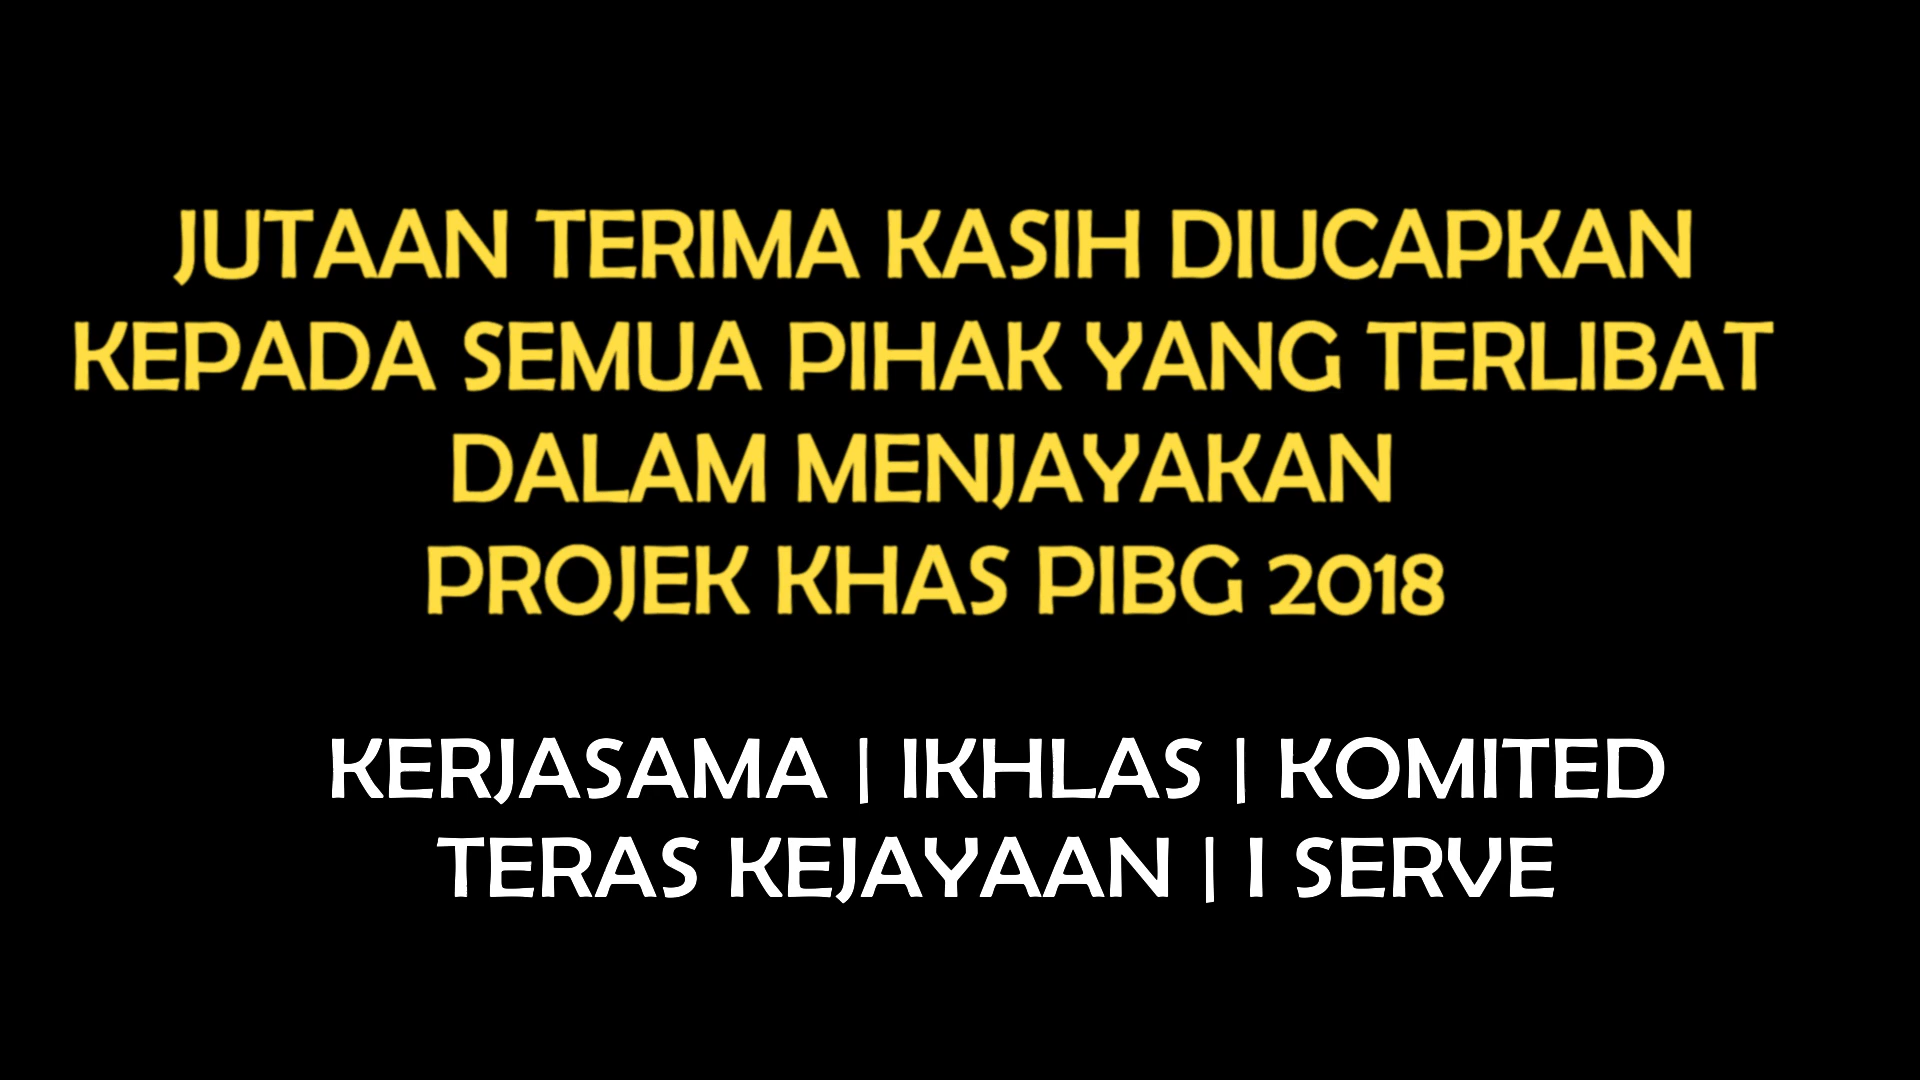 JUTAAN TERIMA KASIH DIUCAPKAN
KEPADA SEMUA PIHAK YANG TERLIBAT
DALAM MENJAYAKAN
PROJEK KHAS PIBG 2018
KERJASAMA | IKHLAS | KOMITED
TERAS KEJAYAAN | I SERVE